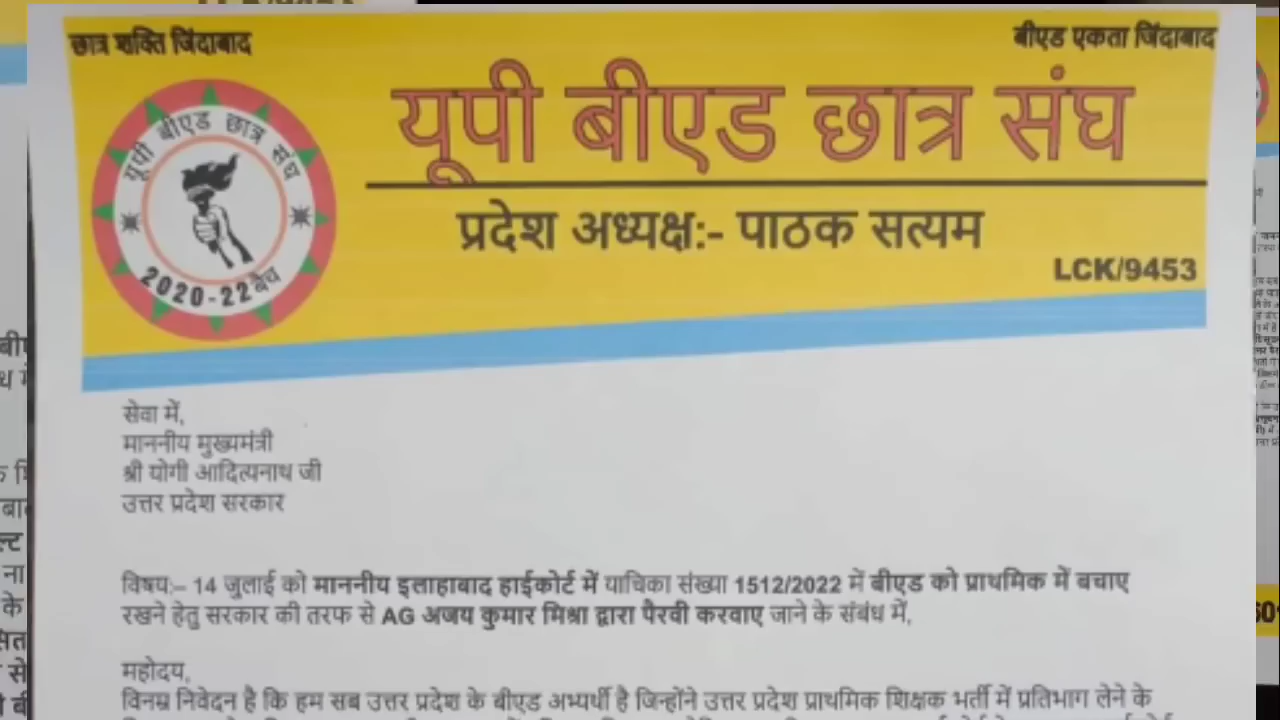 छात्र शक्ति जिंदाबाद
बीएड एकता जिंदाबाद
यूपी बीएड छात्र संघ
यूपी बीएड छात्र संघ
2020-22 बैच
प्रदेश अध्यक्ष:- पाठक सत्यम
LCK/9453
सेवा में,
माननीय मुख्यमंत्री
श्री योगी आदित्यनाथ जी
उत्तर प्रदेश सरकार
विषय:– 14 जुलाई को माननीय इलाहाबाद हाईकोर्ट में याचिका संख्या 1512/2022 में बीएड को प्राथमिक में बचाए
रखने हेतु सरकार की तरफ से AG अजय कुमार मिश्रा द्वारा पैरवी करवाए जाने के संबंध में,
महोदय,
विनम्र निवेदन है कि हम सब उत्तर प्रदेश के बीएड अभ्यर्थी है जिन्होंने उत्तर प्रदेश प्राथमिक शिक्षक भर्ती में प्रतिभाग लेने के